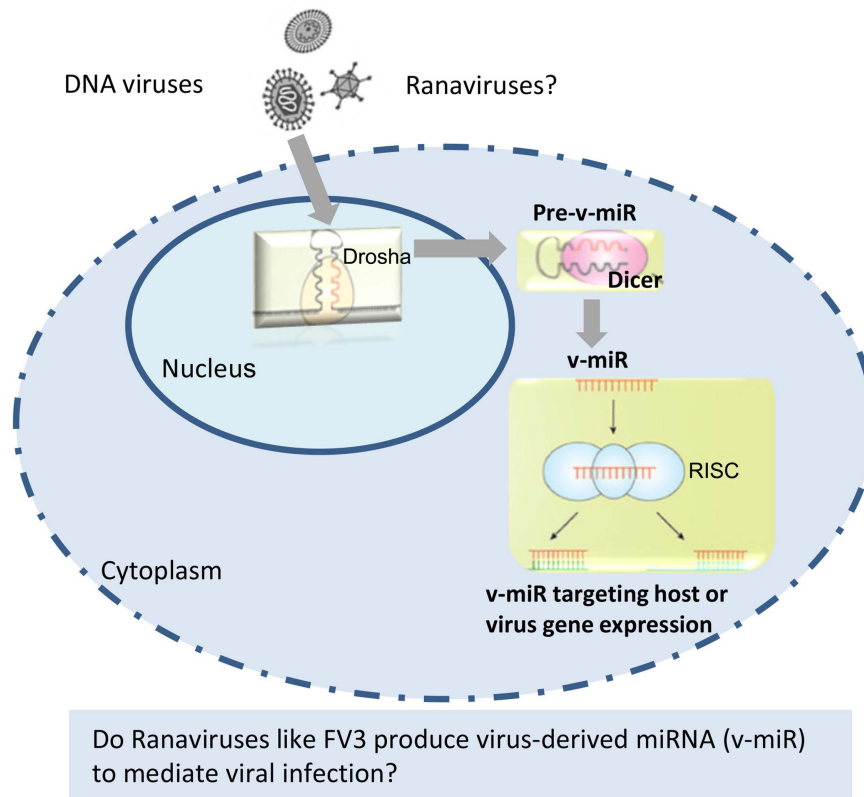 DNA viruses
Ranaviruses?
Pre-v-miR
Drosha
Dicer
Nucleus
v-miR
RISC
Cytoplasm
v-miR targeting host or
virus gene expression
Do Ranaviruses like FV3 produce virus-derived miRNA (v-miR)
to mediate viral infection?